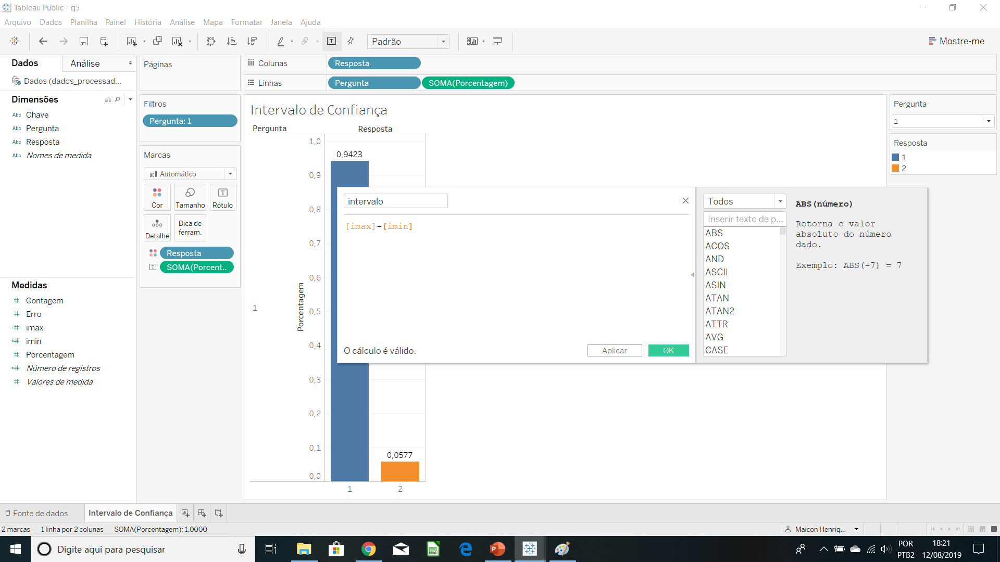 Tableau Public - q5
Arquivo Dados Planilha Painel História Análise Mapa Formatar Janela Ajuda
Padrão
Mostre-me
Dados Análise
Dados (dados_processad...
Dimensões
Abc Chave
Abc Pergunta
Abc Resposta
Abc Nomes de medida
Medidas
Contagem
Erro
imax
imin
Porcentagem
Número de registros
Valores de medida
Páginas
Filtros
Pergunta: 1
Marcas
Automático
Cor Tamanho Rótulo
Detalhe
Dica de
ferram.
Resposta
SOMA(Porcent..
Colunas Resposta
Linhas Pergunta SOMA(Porcentagem)
Intervalo de Confiança
Pergunta Resposta
1
Porcentagem
1,0
0,9
0,8
0,7
0,6
0,5
0,4
0,3
0,2
0,1
0,0
0,9423
0,0577
1 2
intervalo
[imax]-[imin]
O cálculo é válido.
Aplicar OK
Todos
Inserir texto de p...
ABS
ACOS
AND
ASCII
ASIN
ATAN
ATAN2
ATTR
AVG
CASE
ABS(número)
Retorna o valor
absoluto do número
dado.
Exemplo: ABS(-7) = 7
Pergunta
1
Resposta
1
2
Fonte de dados Intervalo de Confiança
2 marcas 1 linha por 2 colunas SOMA(Porcentagem): 1,0000
Maicon Henriq...
Digite aqui para pesquisar
POR
PTB2
18:21
12/08/2019